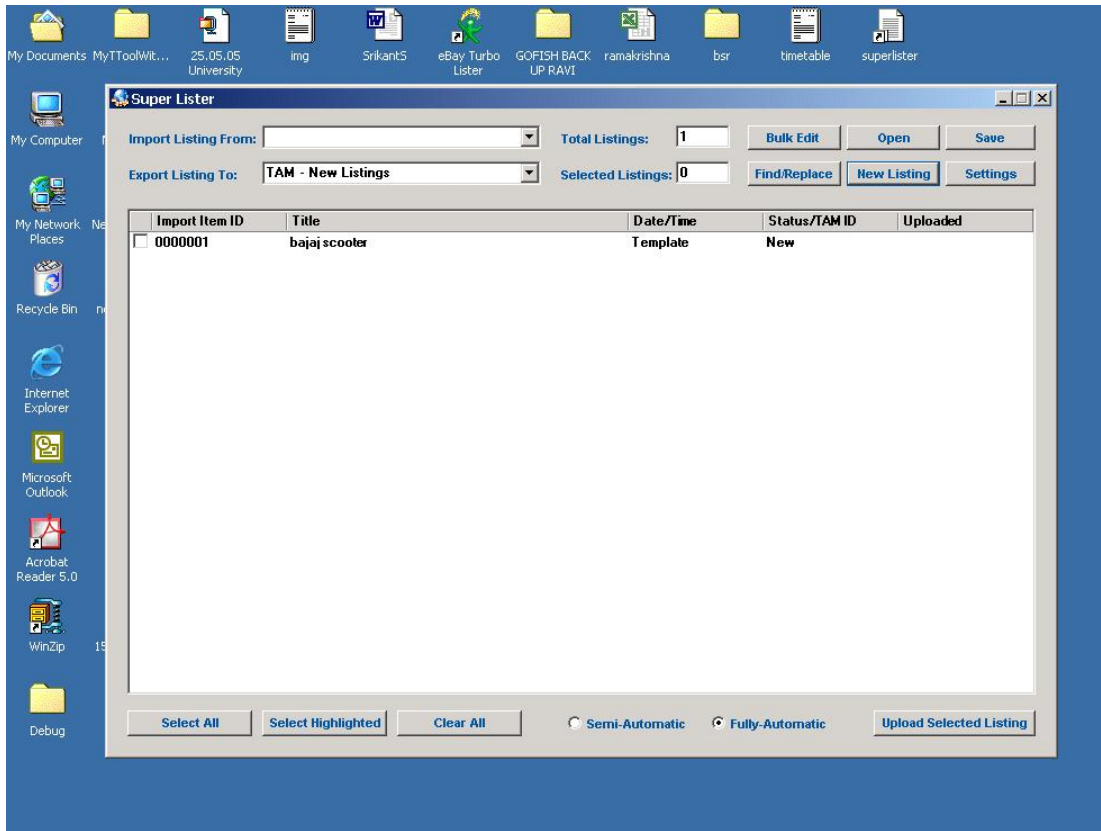 My Documents MyTToolWit... 25.05.05 img SrikantS eBay Turbo GOFISH BACK ramakrishna bsr timetable superlister
University Lister UP RAVI
Super Lister
My Computer
Import Listing From: Total Listings: 1 Bulk Edit Open Save
Export Listing To: TAM - New Listings Selected Listings: 0 Find/Replace New Listing Settings
My Network Ne
Places
Import Item ID Title Date/Time Status/TAM ID Uploaded
0000001 bajaj scooter Template New
Recycle Bin
Internet
Explorer
Microsoft
Outlook
Acrobat
Reader 5.0
WinZip 15
Debug
Select All Select Highlighted Clear All Semi-Automatic Fully-Automatic Upload Selected Listing